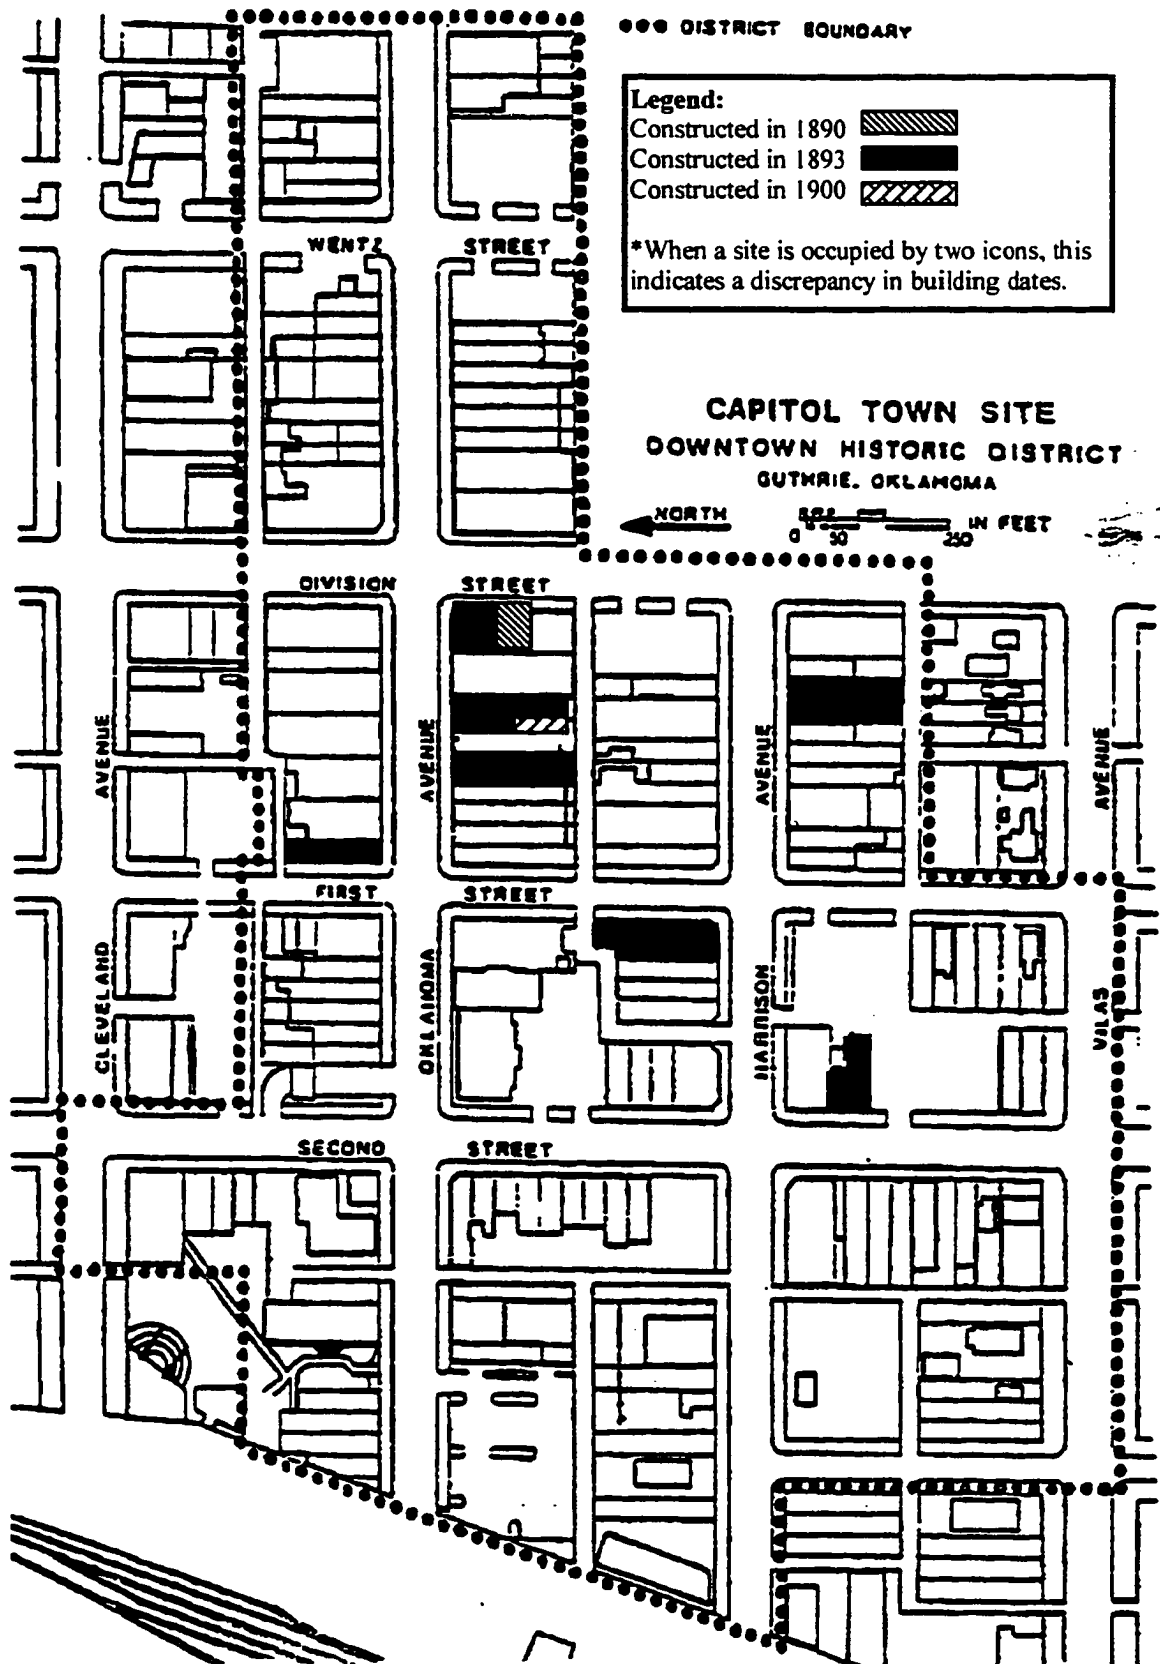 DISTRICT BOUNDARY
Legend:
Constructed in 1890
Constructed in 1893
Constructed in 1900
*When a site is occupied by two icons, this
indicates a discrepancy in building dates.
WENTZ STREET
CAPITOL TOWN SITE
DOWNTOWN HISTORIC DISTRICT
GUTHRIE, OKLAHOMA
NORTH
0 50 250 IN FEET
DIVISION STREET
AVENUE
AVENUE
AVENUE
AVENUE
FIRST STREET
CLEVELAND
OKLAHOMA
HARRISON
VILAS
SECOND STREET